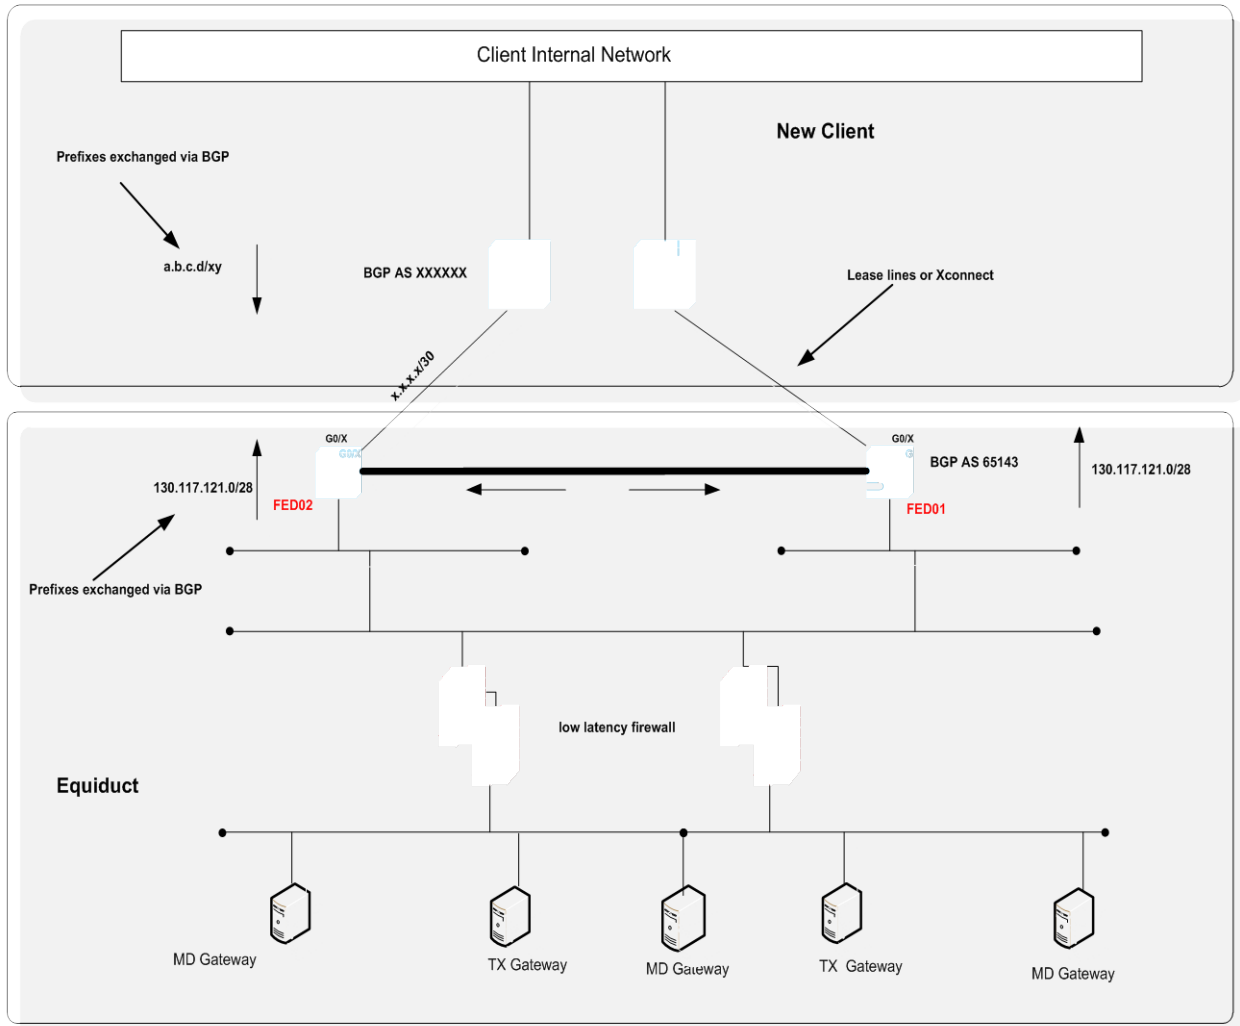 Client Internal Network
New Client
Prefixes exchanged via BGP
a.b.c.d/xy
BGP AS XXXXXX
Lease lines or Xconnect
x.x.x.x/30
G0/X
G0/X
G0/X
BGP AS 65143
130.117.121.0/28
130.117.121.0/28
FED02
FED01
Prefixes exchanged via BGP
low latency firewall
Equiduct
MD Gateway
TX Gateway
MD Gateway
TX Gateway
MD Gateway